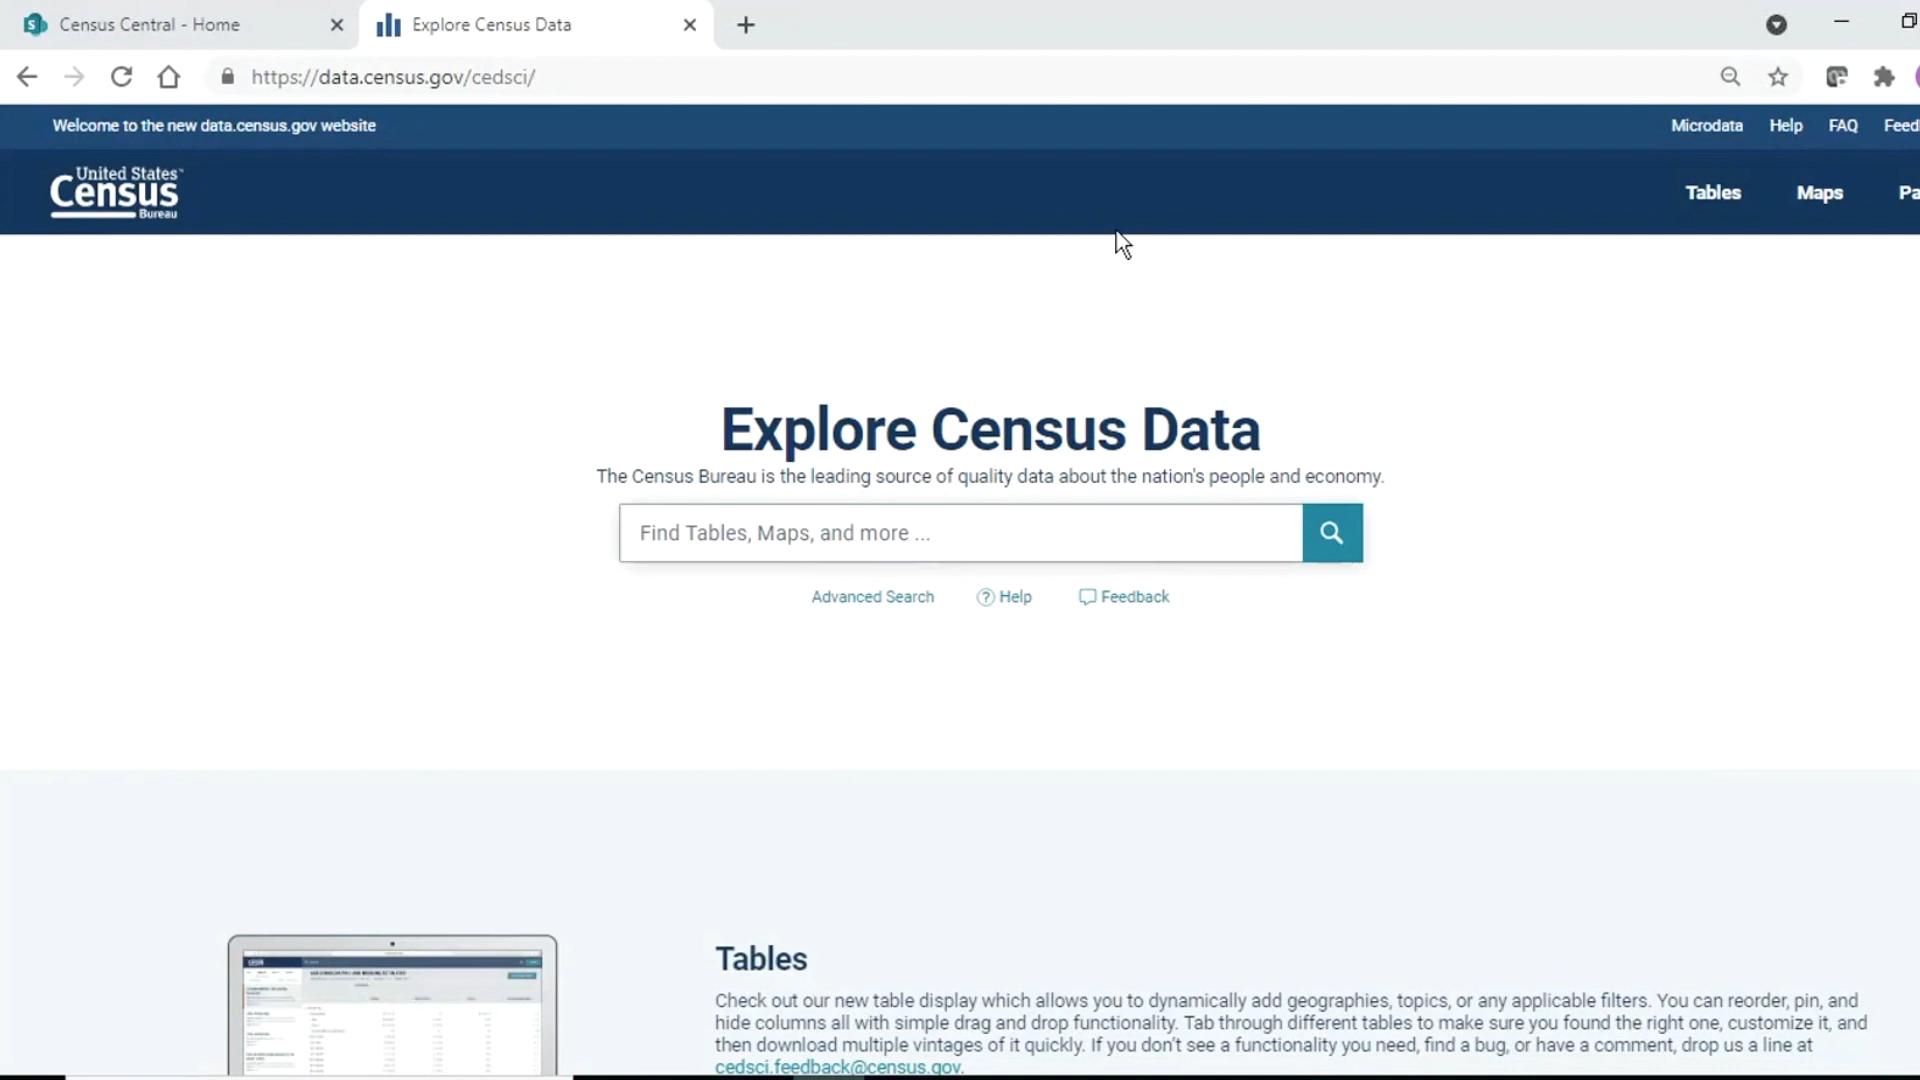 Census Central - Home
Explore Census Data
https://data.census.gov/cedsci/
Welcome to the new data.census.gov website
Microdata
Help
FAQ
Feed
United States™
Census
Bureau
Tables
Maps
Pa
Explore Census Data
The Census Bureau is the leading source of quality data about the nation's people and economy.
Find Tables, Maps, and more ...
Advanced Search
? Help
Feedback
Tables
Check out our new table display which allows you to dynamically add geographies, topics, or any applicable filters. You can reorder, pin, and
hide columns all with simple drag and drop functionality. Tab through different tables to make sure you found the right one, customize it, and
then download multiple vintages of it quickly. If you don't see a functionality you need, find a bug, or have a comment, drop us a line at
cedsci.feedback@census.gov.